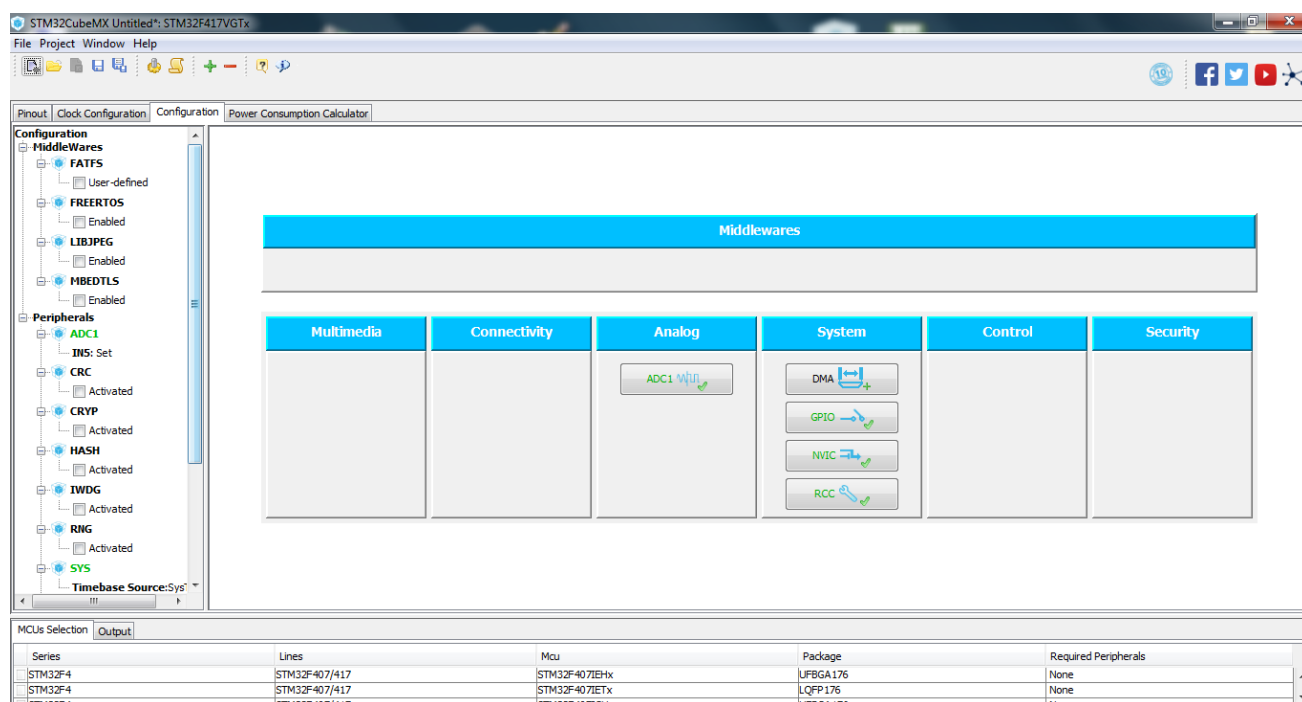 STM32CubeMX Untitled*: STM32F417VGTx
File Project Window Help
10
Pinout Clock Configuration Configuration Power Consumption Calculator
Configuration
MiddleWares
FATFS
User-defined
FREERTOS
Enabled
LIBJPEG
Enabled
MBEDTLS
Enabled
Peripherals
ADC1
IN5: Set
CRC
Activated
CRYP
Activated
HASH
Activated
IWDG
Activated
RNG
Activated
SYS
Timebase Source:Sys
Middlewares
Multimedia Connectivity Analog System Control Security
ADC1 DMA
GPIO
NVIC
RCC
MCUs Selection Output
Series Lines Mcu Package Required Peripherals
STM32F4 STM32F407/417 STM32F407IEHx UFBGA176 None
STM32F4 STM32F407/417 STM32F407IETx LQFP176 None